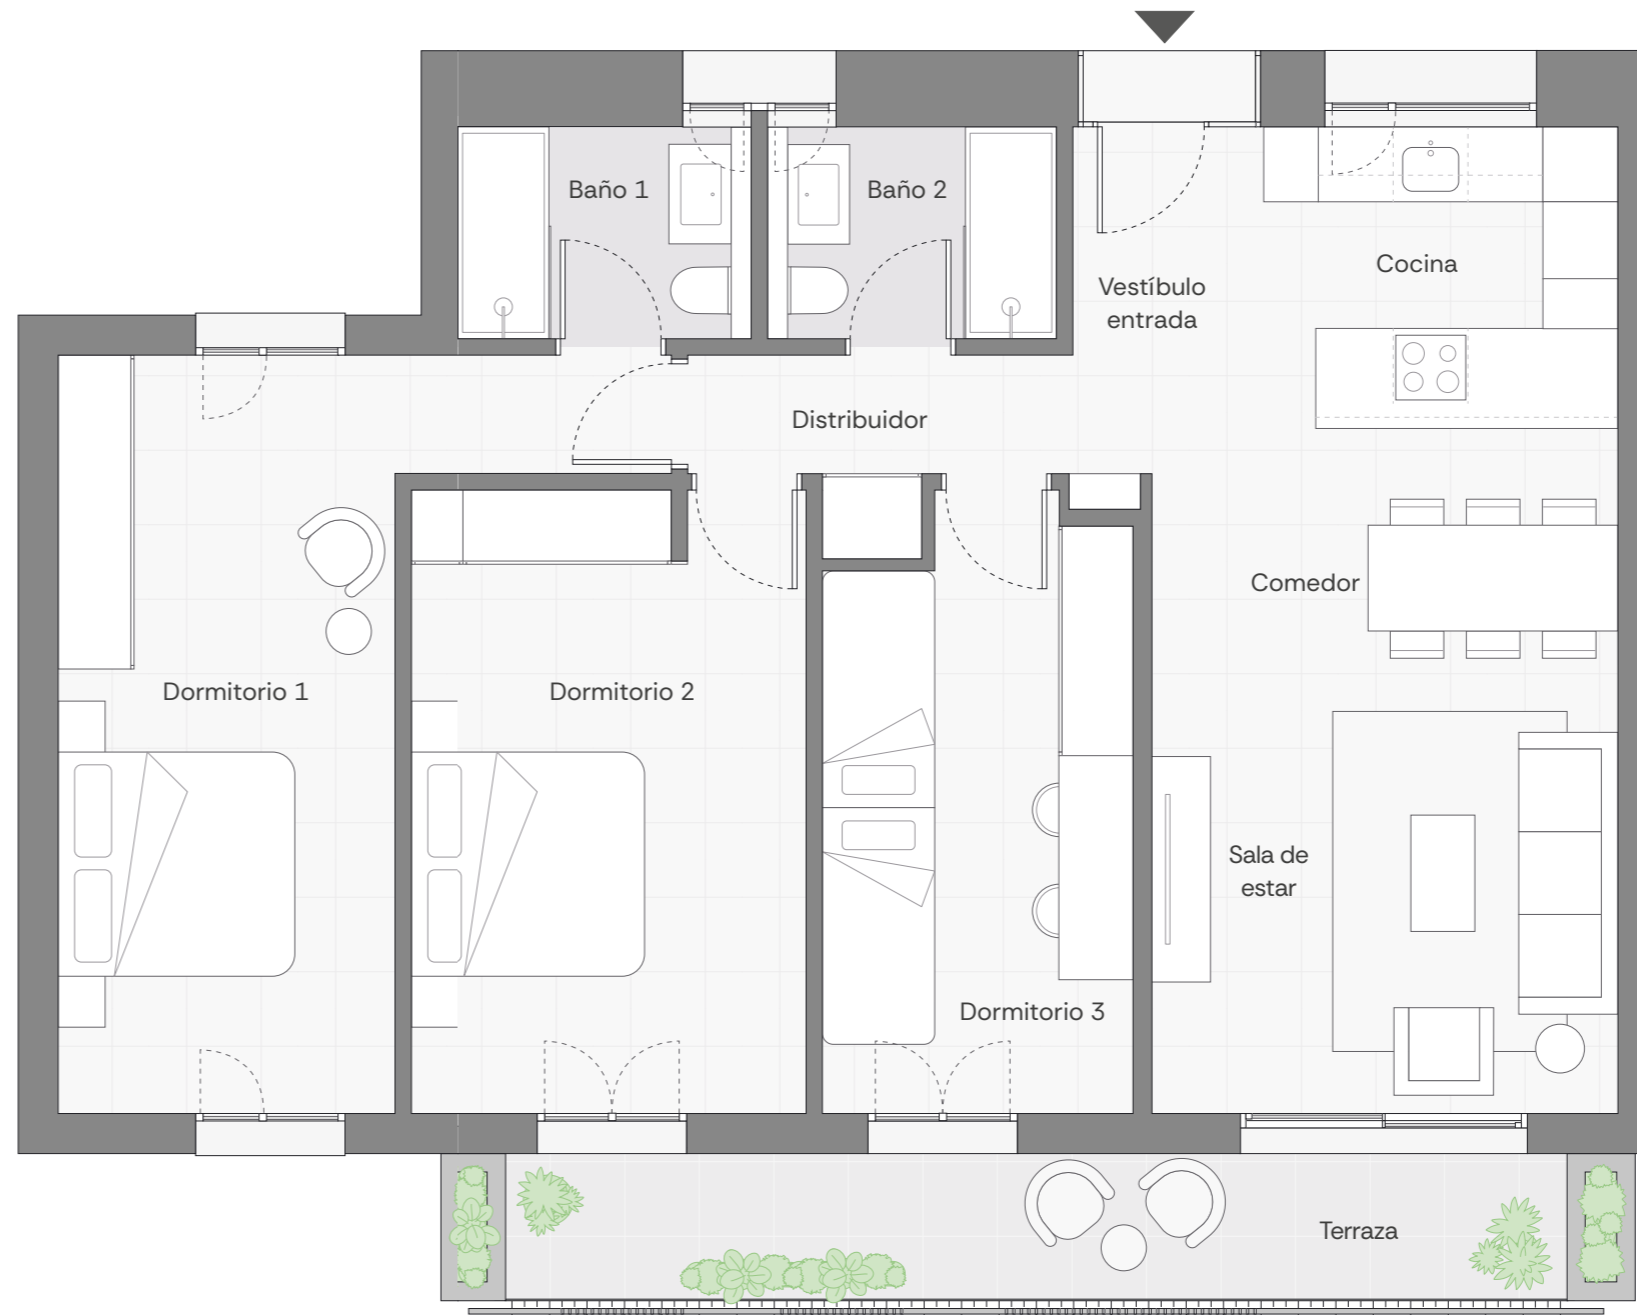 Baño 1
Baño 2
Cocina
Vestíbulo
entrada
Distribuidor
Comedor
Dormitorio 1
Dormitorio 2
Sala de
estar
Dormitorio 3
Terraza